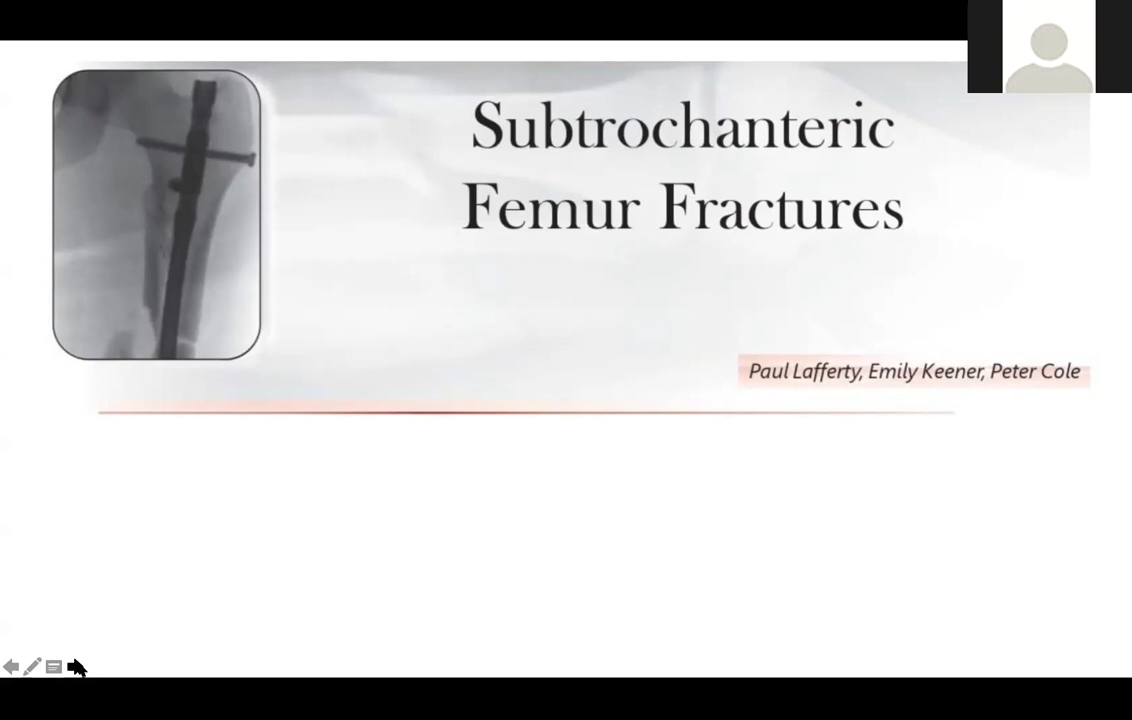 Subtrochanteric
Femur Fractures
Paul Lafferty, Emily Keener, Peter Cole